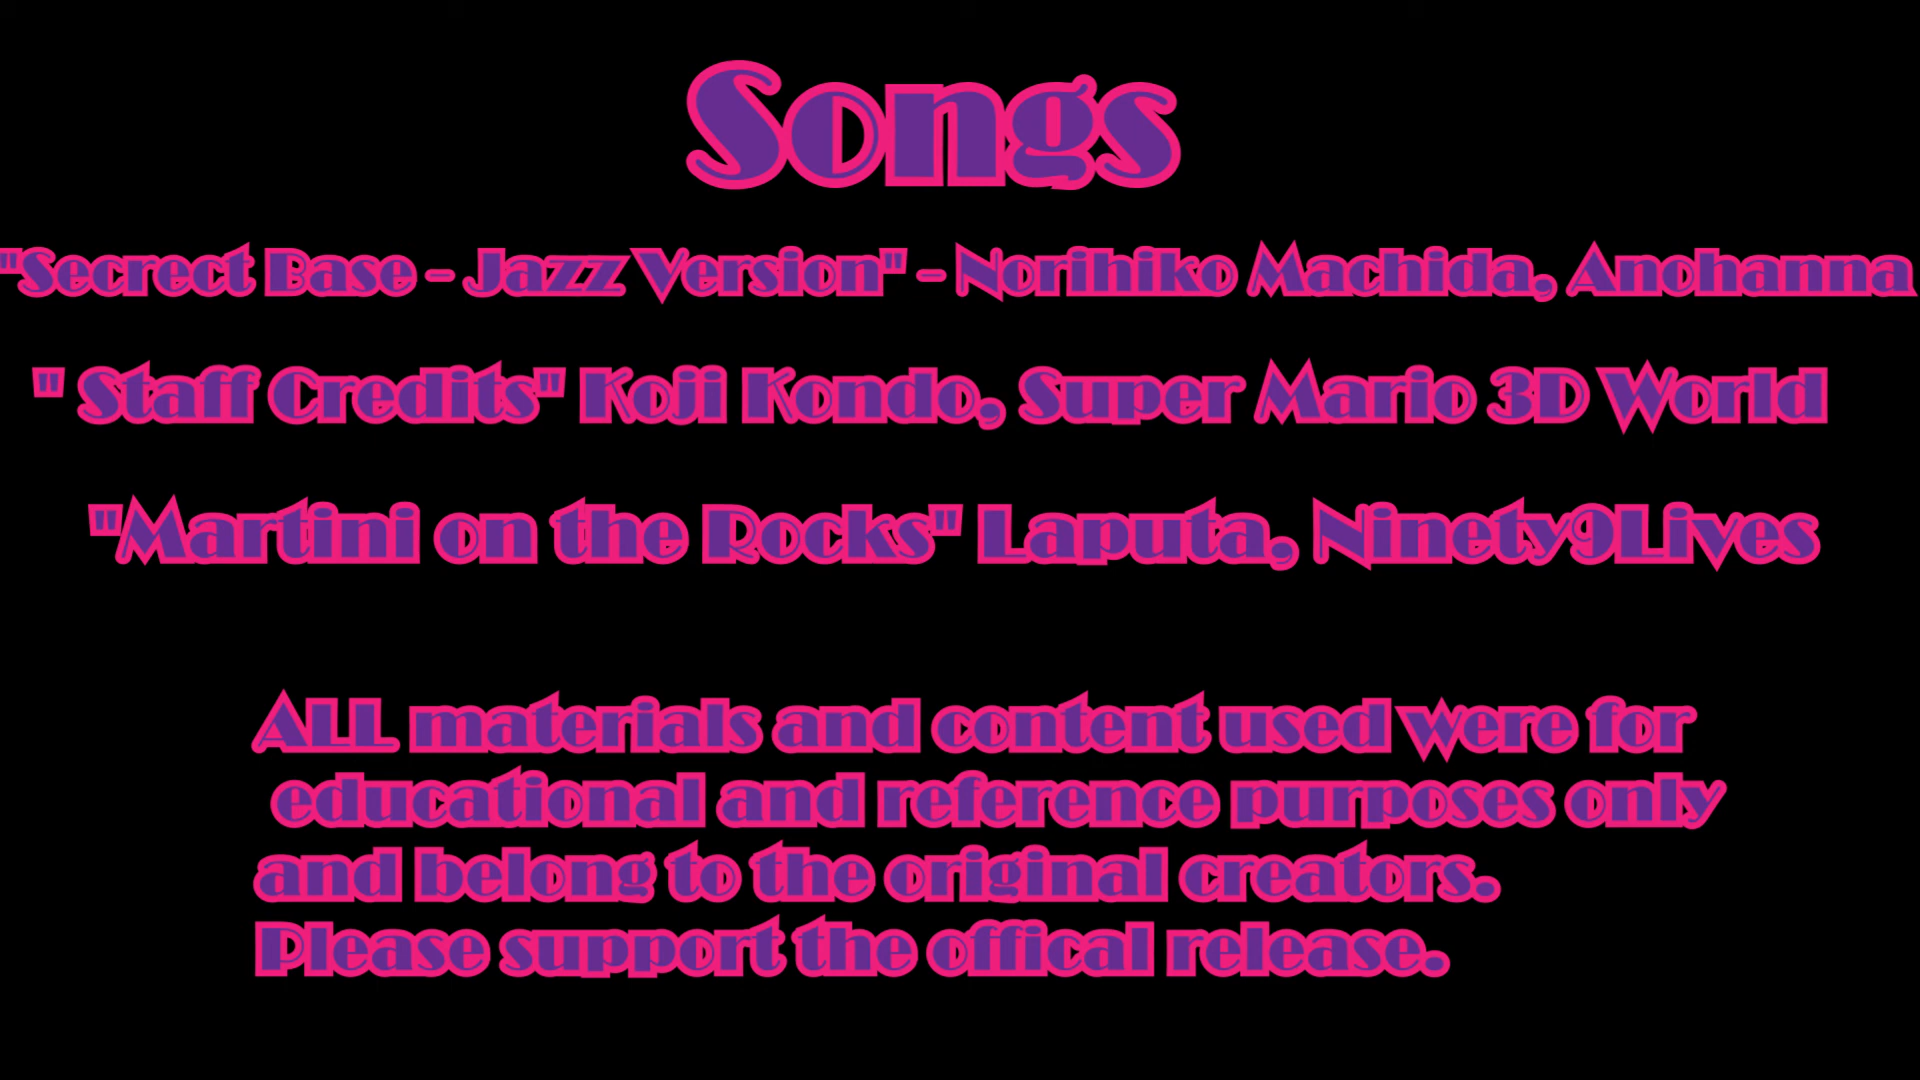 Songs
"Secrect Base - Jazz Version" - Norihiko Machida, Anohanna
" Staff Credits" Koji Kondo, Super Mario 3D World
"Martini on the Rocks" Laputa, Ninety9Lives
ALL materials and content used were for
educational and reference purposes only
and belong to the original creators.
Please support the offical release.